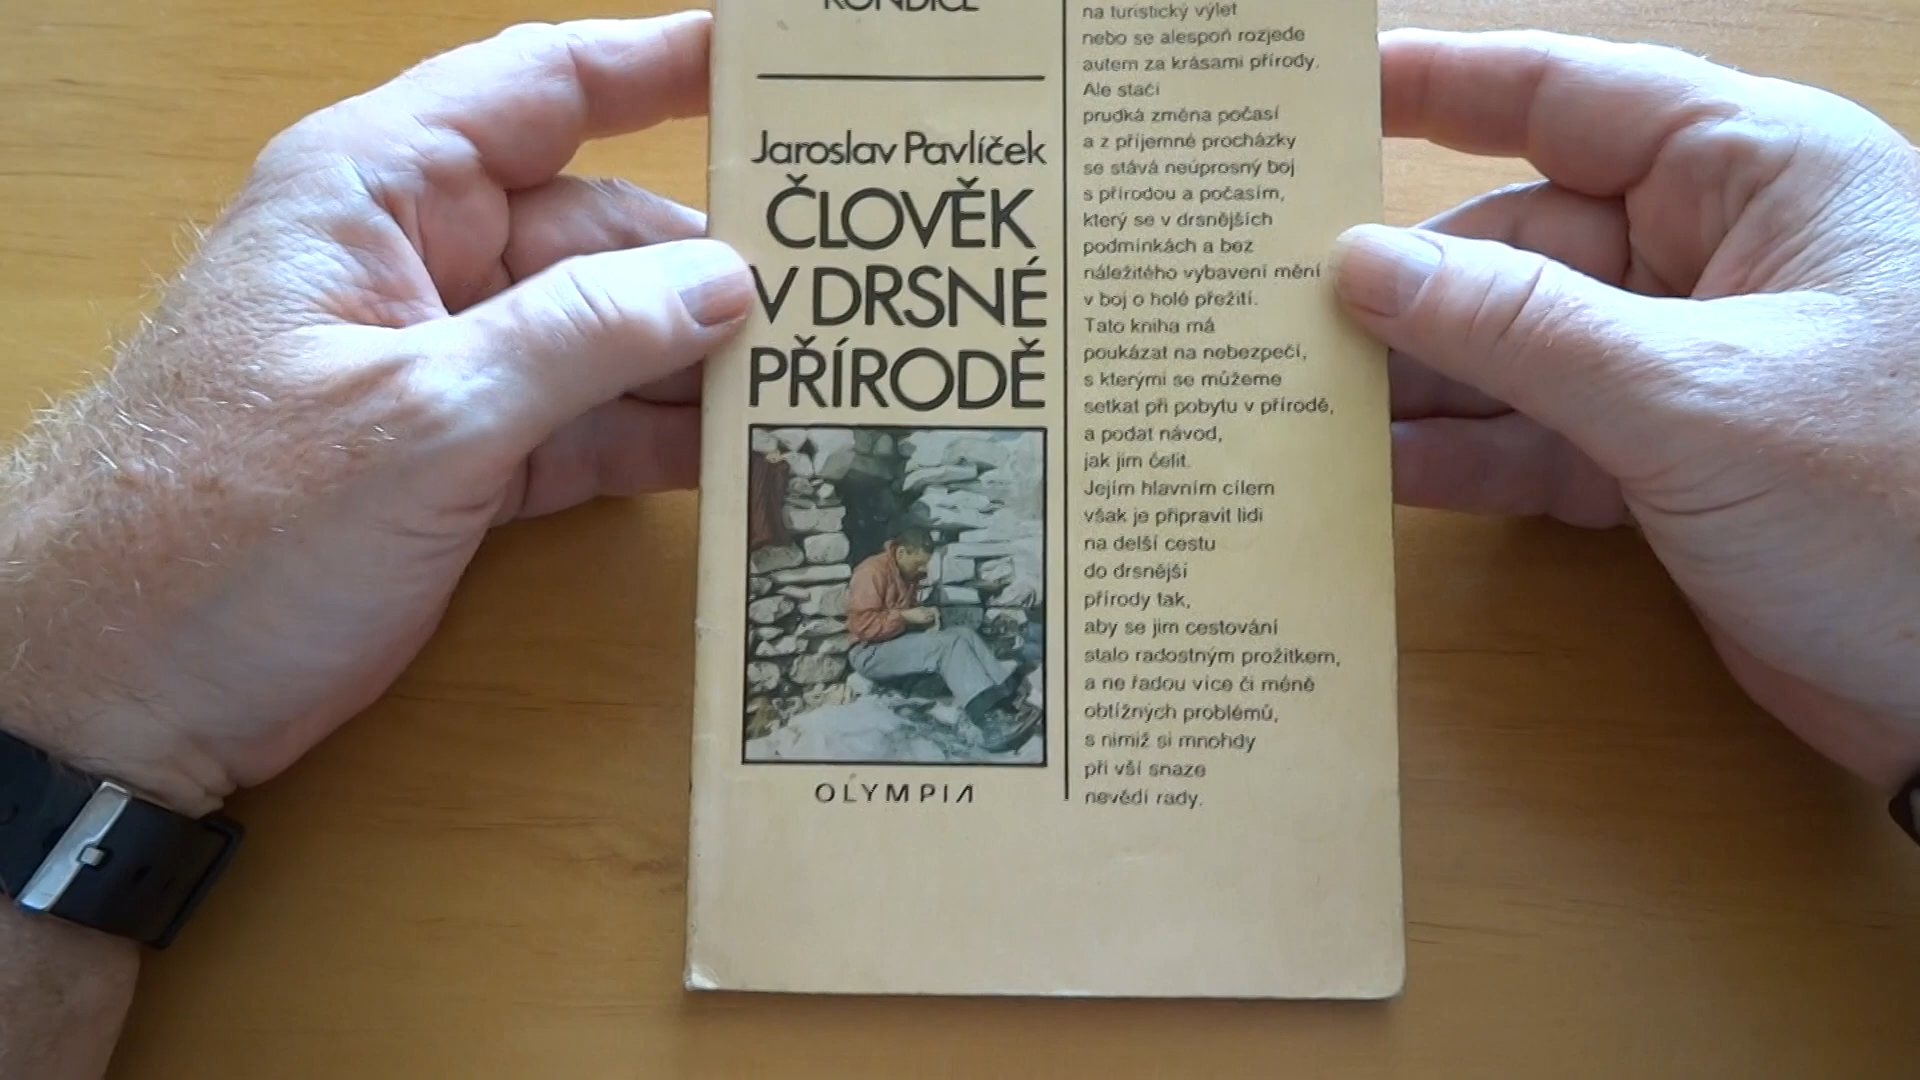 KONDICE
Jaroslav Pavlíček
ČLOVĚK
V DRSNÉ
PŘÍRODĚ
OLYMPIA
na turistický výlet
nebo se alespoň rozjede
autem za krásami přírody.
Ale stačí
prudká změna počasí
a z příjemné procházky
se stává neúprosný boj
s přírodou a počasím,
který se v drsnějších
podmínkách a bez
náležitého vybavení mění
v boj o holé přežití.
Tato kniha má
poukázat na nebezpečí,
s kterými se můžeme
setkat při pobytu v přírodě,
a podat návod,
jak jim čelit.
Jejím hlavním cílem
však je připravit lidi
na delší cestu
do drsnější
přírody tak,
aby se jim cestování
stalo radostným prožitkem,
a ne řadou více či méně
obtížných problémů,
s nimiž si mnohdy
při vší snaze
nevědí rady.